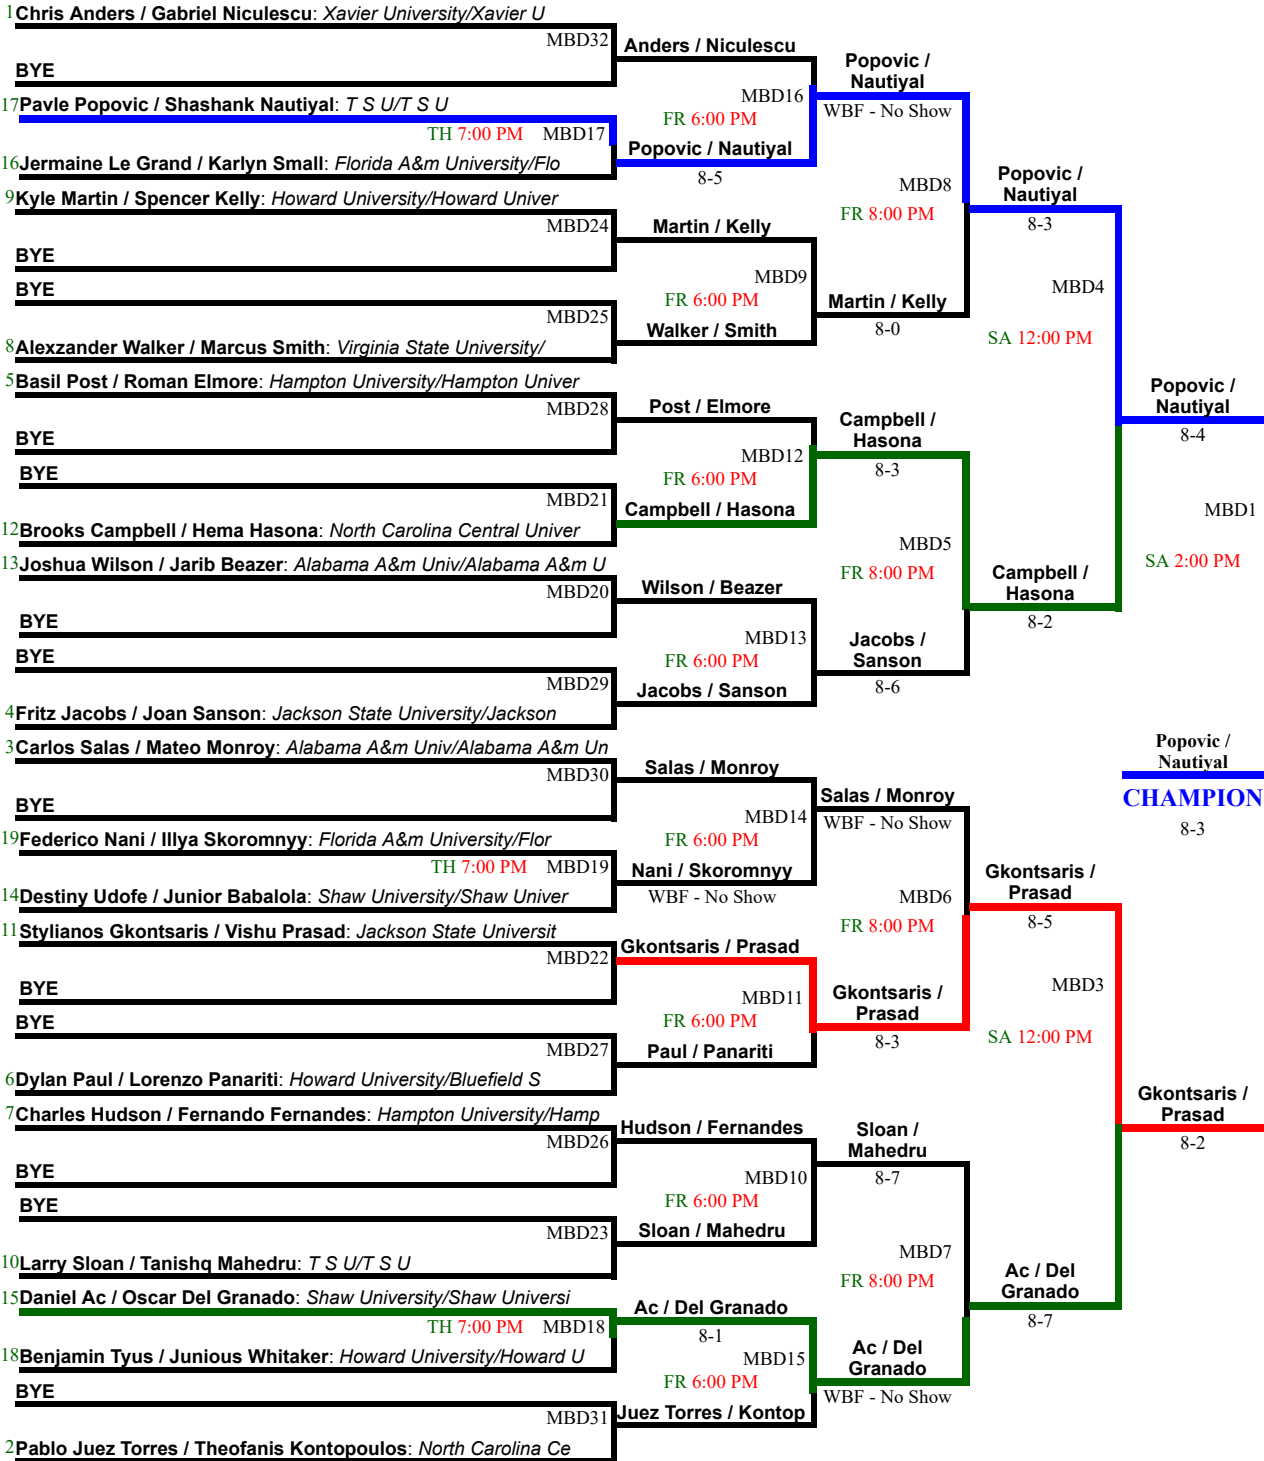 1 Chris Anders / Gabriel Niculescu: Xavier University/Xavier U
MBD32
Anders / Niculescu
BYE
Popovic /
Nautiyal
WBF - No Show
17 Pavle Popovic / Shashank Nautiyal: T S U/T S U
MBD16
FR 6:00 PM
TH 7:00 PM MBD17
Popovic / Nautiyal
8-5
16 Jermaine Le Grand / Karlyn Small: Florida A&m University/Flo
MBD8
FR 8:00 PM
Popovic /
Nautiyal
8-3
9 Kyle Martin / Spencer Kelly: Howard University/Howard Univer
MBD24
Martin / Kelly
BYE
MBD9
FR 6:00 PM
BYE
Martin / Kelly
8-0
MBD4
SA 12:00 PM
MBD25
Walker / Smith
8 Alexzander Walker / Marcus Smith: Virginia State University/
5 Basil Post / Roman Elmore: Hampton University/Hampton Univer
MBD28
Post / Elmore
Popovic /
Nautiyal
8-4
BYE
Campbell /
Hasona
8-3
MBD12
FR 6:00 PM
BYE
MBD21
Campbell / Hasona
12 Brooks Campbell / Hema Hasona: North Carolina Central Univer
MBD1
SA 2:00 PM
MBD5
FR 8:00 PM
Campbell /
Hasona
8-2
13 Joshua Wilson / Jarib Beazer: Alabama A&m Univ/Alabama A&m U
MBD20
Wilson / Beazer
BYE
MBD13
FR 6:00 PM
Jacobs /
Sanson
8-6
BYE
MBD29
Jacobs / Sanson
4 Fritz Jacobs / Joan Sanson: Jackson State University/Jackson
3 Carlos Salas / Mateo Monroy: Alabama A&m Univ/Alabama A&m Un
MBD30
Salas / Monroy
Popovic /
Nautiyal
CHAMPION
8-3
BYE
Salas / Monroy
WBF - No Show
MBD14
FR 6:00 PM
19 Federico Nani / Illya Skoromnyy: Florida A&m University/Flor
TH 7:00 PM MBD19
Nani / Skoromnyy
WBF - No Show
14 Destiny Udofe / Junior Babalola: Shaw University/Shaw Univer
MBD6
FR 8:00 PM
Gkontsaris /
Prasad
8-5
11 Stylianos Gkontsaris / Vishu Prasad: Jackson State Universit
MBD22
Gkontsaris / Prasad
BYE
MBD11
FR 6:00 PM
Gkontsaris /
Prasad
8-3
MBD3
SA 12:00 PM
BYE
MBD27
Paul / Panariti
6 Dylan Paul / Lorenzo Panariti: Howard University/Bluefield S
7 Charles Hudson / Fernando Fernandes: Hampton University/Hamp
MBD26
Hudson / Fernandes
Gkontsaris /
Prasad
8-2
BYE
Sloan /
Mahedru
8-7
MBD10
FR 6:00 PM
BYE
MBD23
Sloan / Mahedru
10 Larry Sloan / Tanishq Mahedru: T S U/T S U
MBD7
FR 8:00 PM
Ac / Del
Granado
8-7
15 Daniel Ac / Oscar Del Granado: Shaw University/Shaw Universi
TH 7:00 PM MBD18
Ac / Del Granado
8-1
18 Benjamin Tyus / Junious Whitaker: Howard University/Howard U
MBD15
FR 6:00 PM
Ac / Del
Granado
WBF - No Show
BYE
MBD31
Juez Torres / Kontop
2 Pablo Juez Torres / Theofanis Kontopoulos: North Carolina Ce